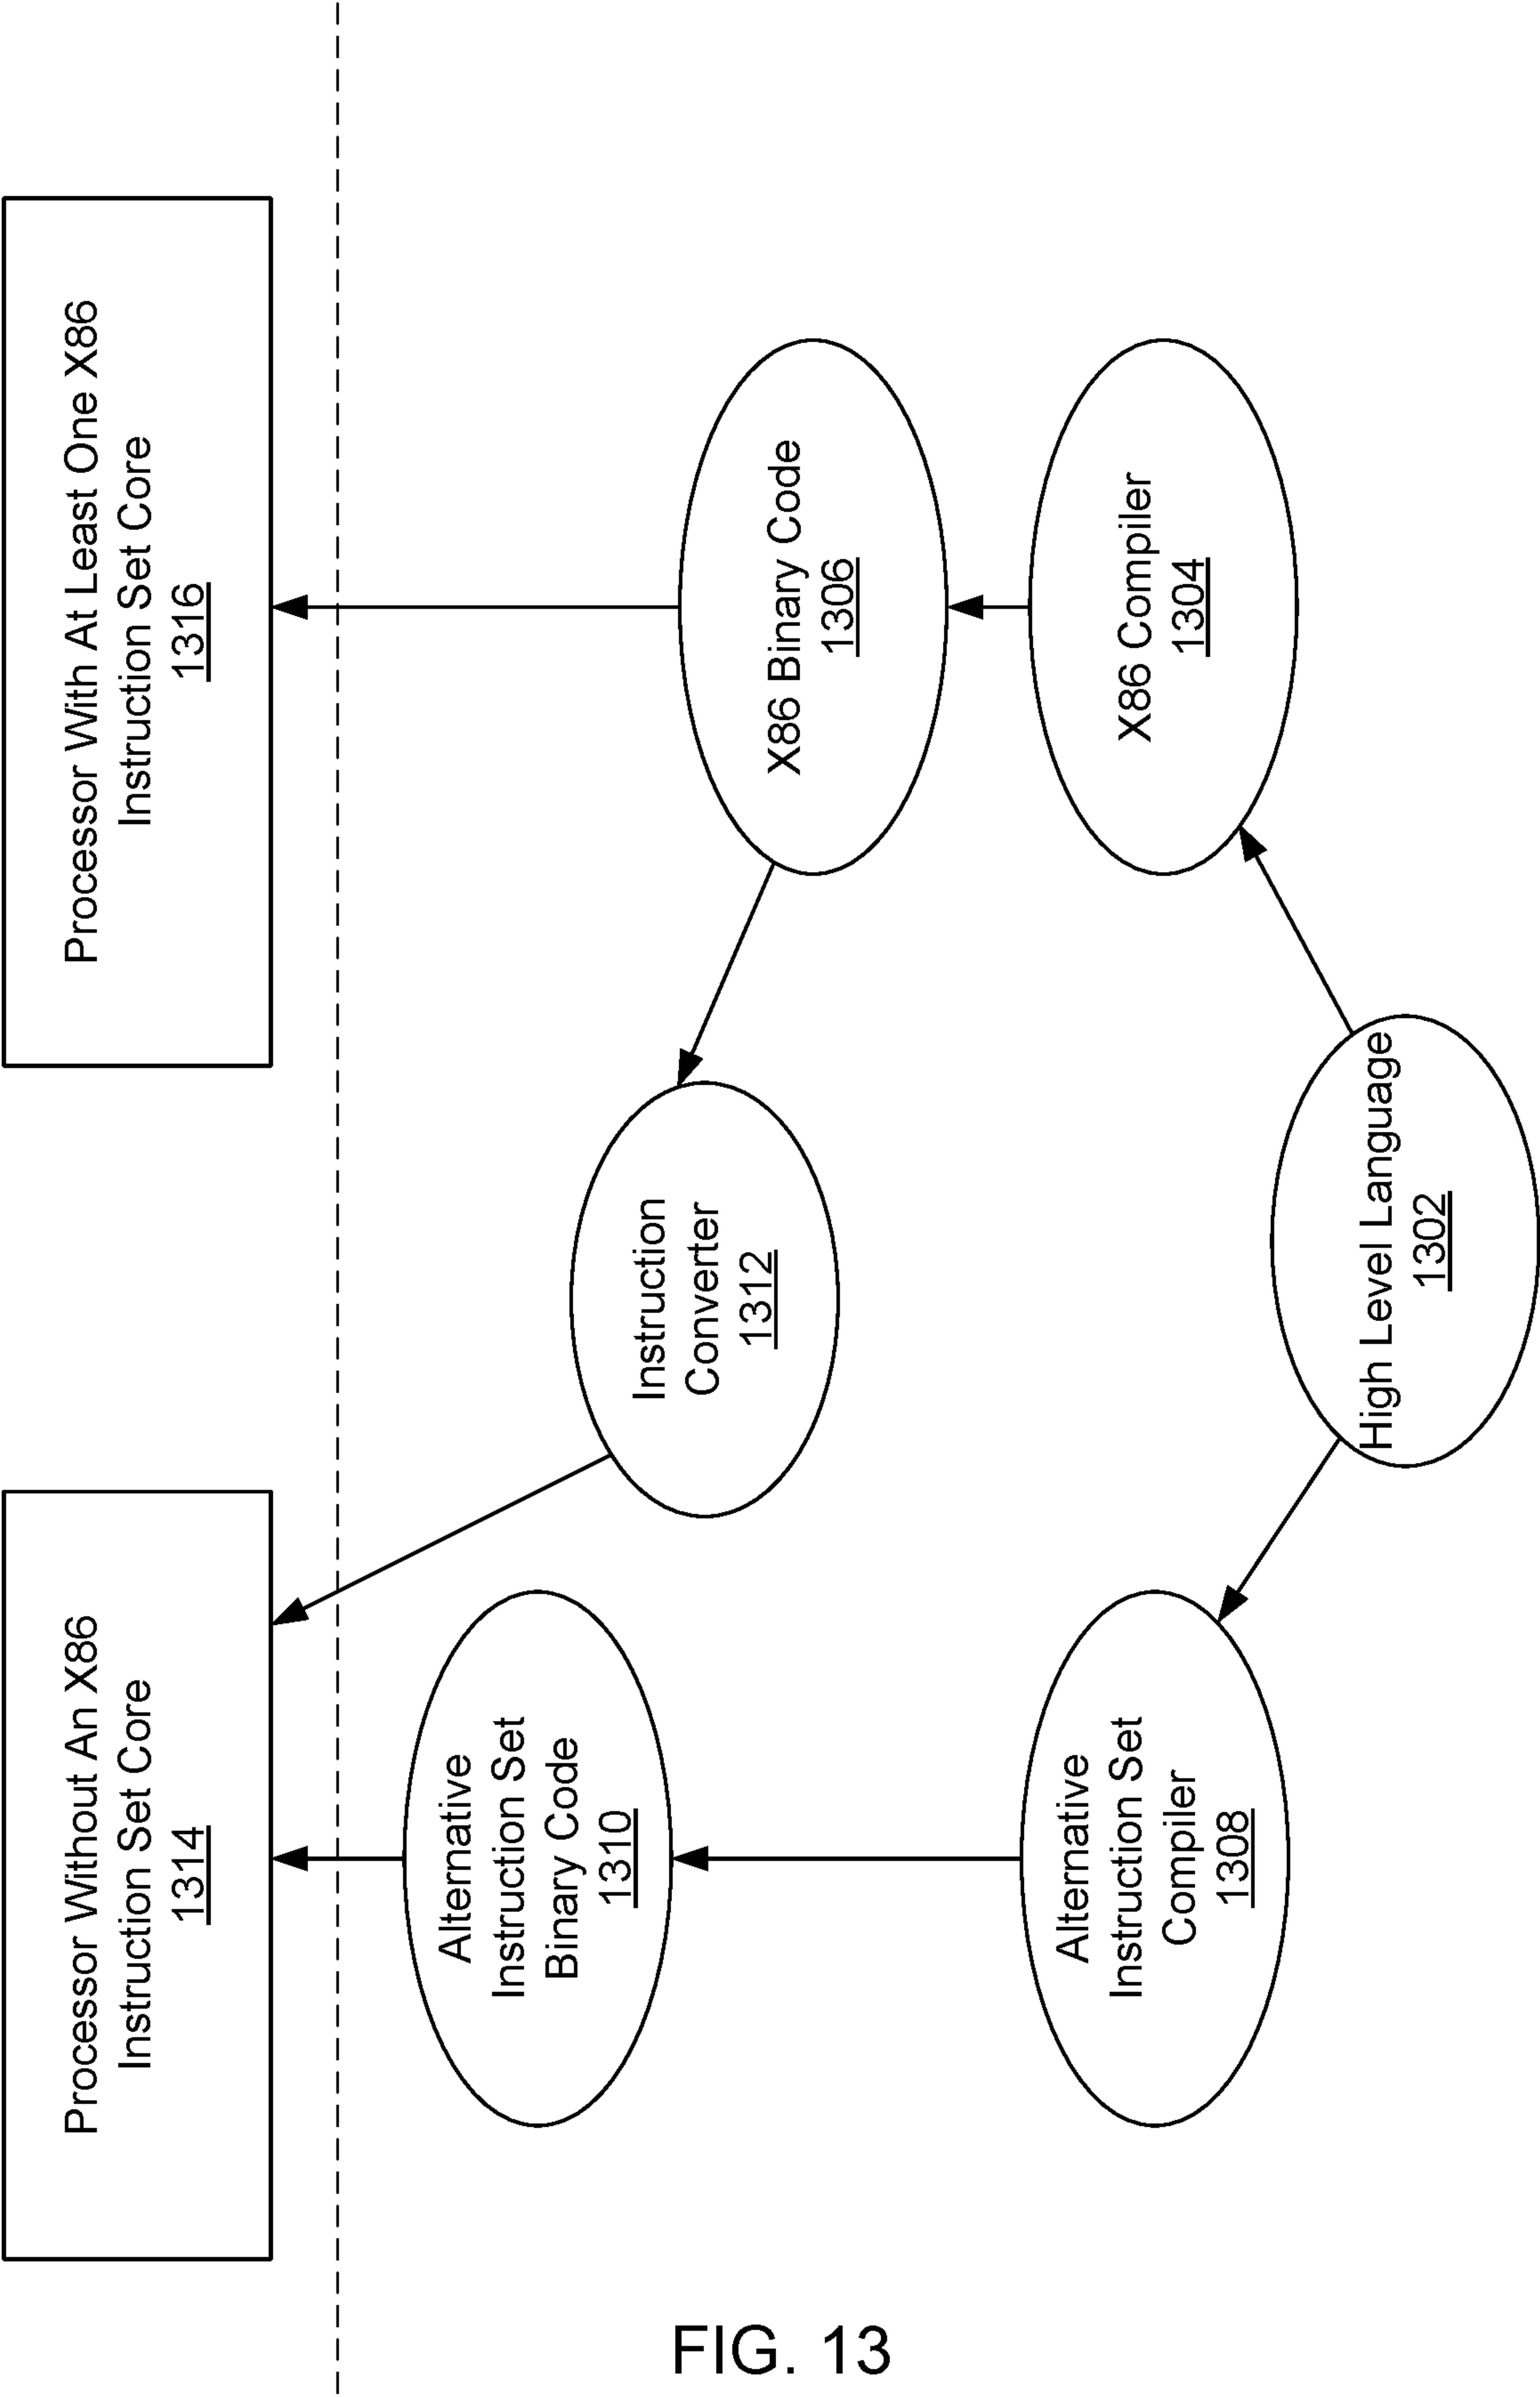 Processor With At Least One X86
Instruction Set Core
1316
Processor Without An X86
Instruction Set Core
1314
X86 Binary Code
1306
X86 Compiler
1304
Instruction
Converter
1312
Alternative
Instruction Set
Binary Code
1310
Alternative
Instruction Set
Compiler
1308
High Level Language
1302
FIG. 13